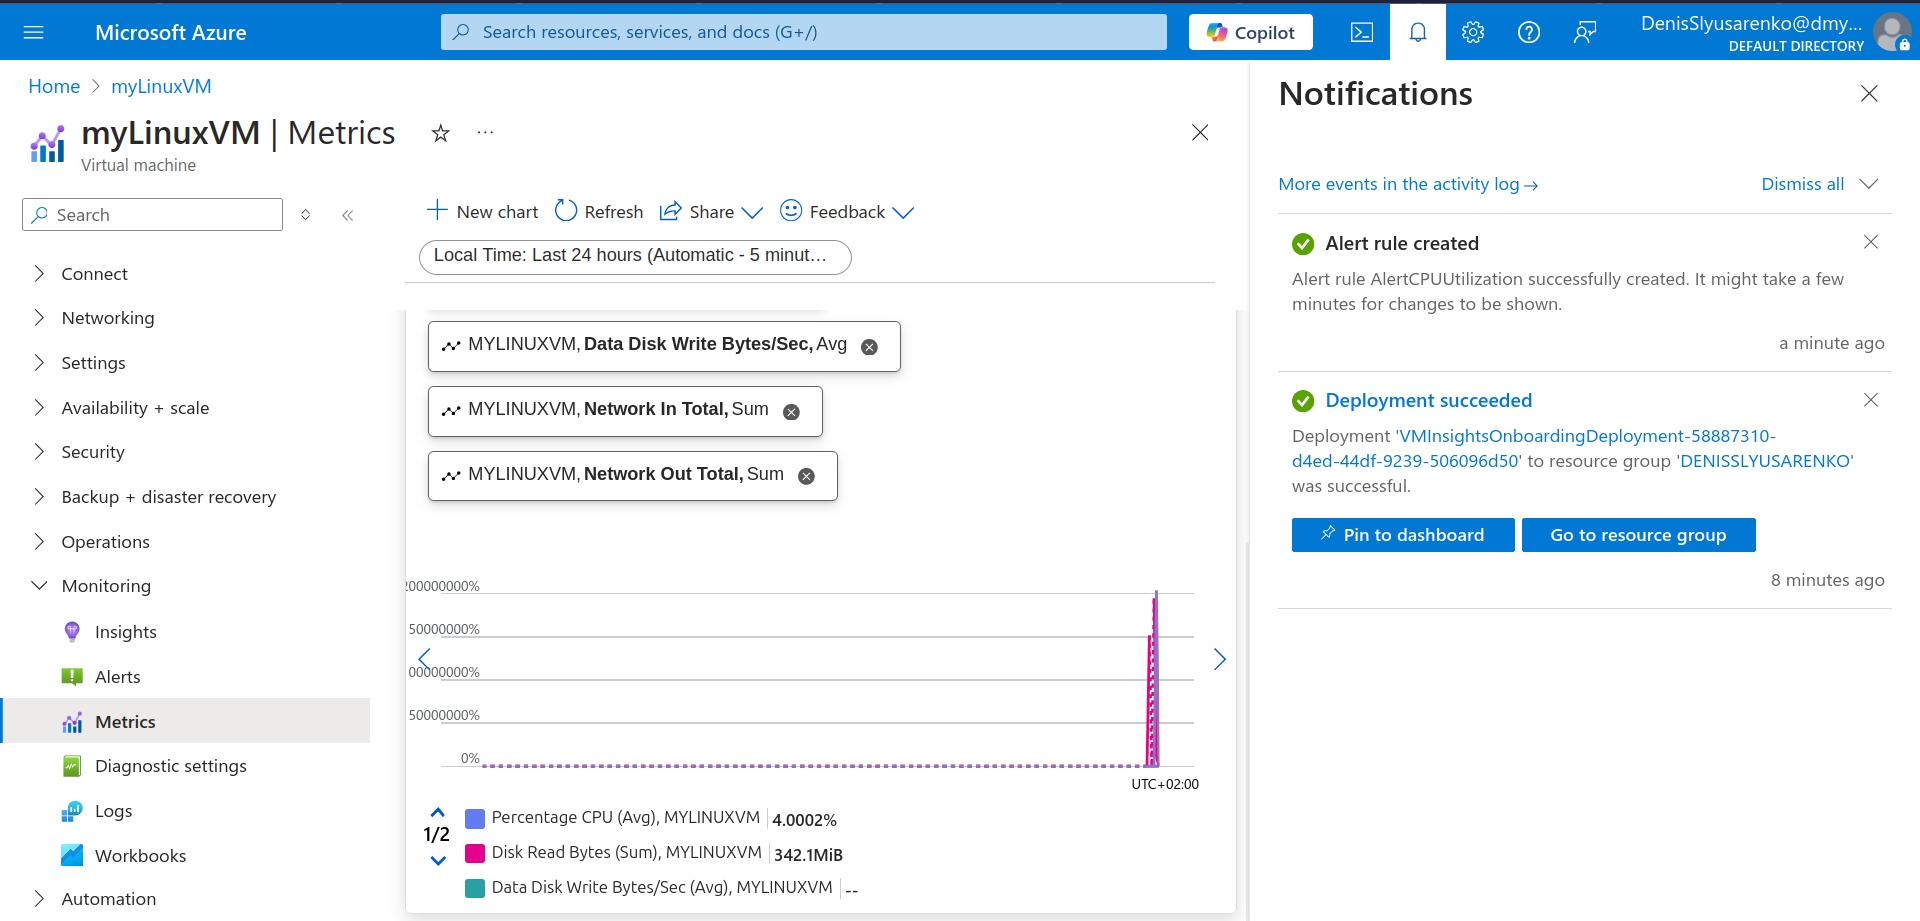 Microsoft Azure
Search resources, services, and docs (G+/)
Copilot
DenisSlyusarenko@dmy...
DEFAULT DIRECTORY
Home > myLinuxVM
myLinuxVM | Metrics
Virtual machine
Search
Connect
Networking
Settings
Availability + scale
Security
Backup + disaster recovery
Operations
Monitoring
Insights
Alerts
Metrics
Diagnostic settings
Logs
Workbooks
Automation
New chart
Refresh
Share
Feedback
Local Time: Last 24 hours (Automatic - 5 minut...
MYLINUXVM, Data Disk Write Bytes/Sec, Avg
MYLINUXVM, Network In Total, Sum
MYLINUXVM, Network Out Total, Sum
200000000%
50000000%
00000000%
50000000%
0%
UTC+02:00
1/2
Percentage CPU (Avg), MYLINUXVM 4.0002%
Disk Read Bytes (Sum), MYLINUXVM 342.1MiB
Data Disk Write Bytes/Sec (Avg), MYLINUXVM --
Notifications
More events in the activity log →
Dismiss all
Alert rule created
Alert rule AlertCPUUtilization successfully created. It might take a few
minutes for changes to be shown.
a minute ago
Deployment succeeded
Deployment 'VMInsightsOnboardingDeployment-58887310-
d4ed-44df-9239-506096d50' to resource group 'DENISSLYUSARENKO'
was successful.
Pin to dashboard
Go to resource group
8 minutes ago